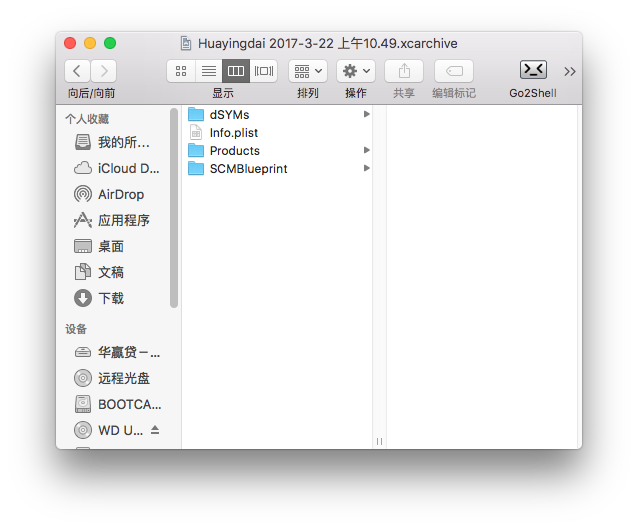 Huayingdai 2017-3-22 上午10.49.xcarchive
向后/向前
显示
排列
操作
共享
编辑标记
Go2Shell
个人收藏
我的所…
iCloud D...
AirDrop
应用程序
桌面
文稿
下载
设备
华赢贷－...
远程光盘
BOOTCA...
WD U...
dSYMs
Info.plist
Products
SCMBlueprint